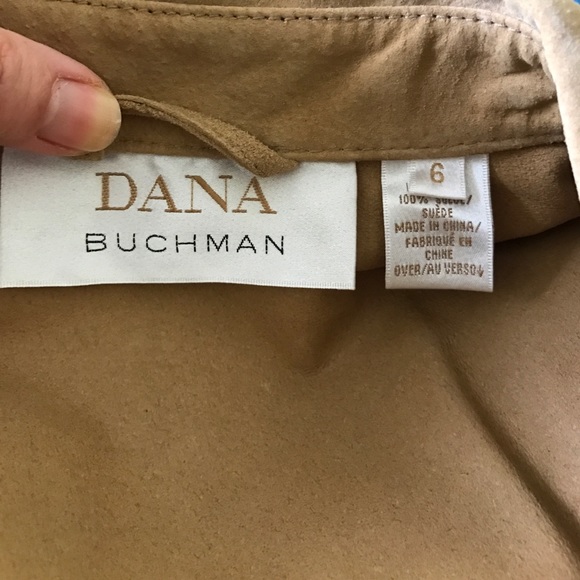 DANA
BUCHMAN
6
100% SUEDE/
SUÈDE
MADE IN CHINA/
FABRIQUÉ EN
CHINE
OVER/AU VERSO↓